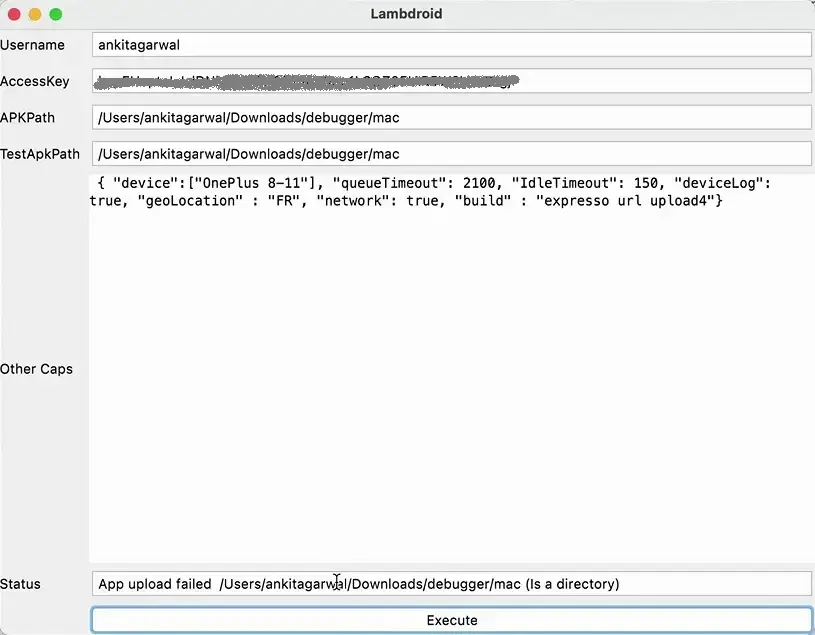 Lambdroid
Username ankitagarwal
AccessKey
APKPath /Users/ankitagarwal/Downloads/debugger/mac
TestApkPath /Users/ankitagarwal/Downloads/debugger/mac
{ "device":["OnePlus 8-11"], "queueTimeout": 2100, "IdleTimeout": 150, "deviceLog":
true, "geoLocation" : "FR", "network": true, "build" : "expresso url upload4"}
Other Caps
Status App upload failed /Users/ankitagarwal/Downloads/debugger/mac (Is a directory)
Execute